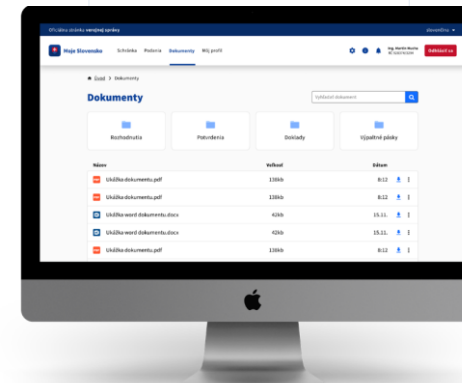 Oficiálna stránka verejnej správy
slovenčina
Moje Slovensko
Schránka
Podania
Dokumenty
Môj profil
Odhlásiť sa
Úvod > Dokumenty
Dokumenty
Vyhľadať dokument
Rozhodnutia
Potvrdenia
Doklady
Výplatné pásky
Názov
Veľkosť
Dátum
Ukážka dokumentu.pdf
138kb
8:12
Ukážka dokumentu.pdf
138kb
8:12
Ukážka word dokumentu.docx
42kb
15.11.
Ukážka word dokumentu.docx
42kb
15.11.
Ukážka dokumentu.pdf
138kb
8:12